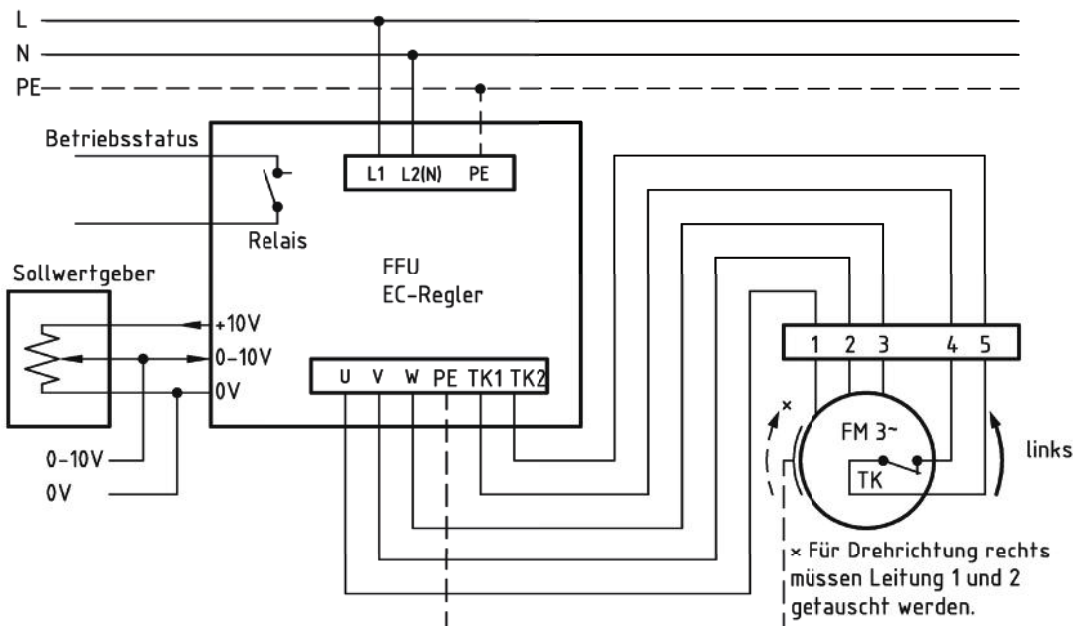 L
N
PE
Betriebsstatus
L1 L2(N) PE
Relais
Sollwertgeber
FFU
EC-Regler
+10V
0-10V
0V
U V W PE TK1 TK2
1 2 3 4 5
×
FM 3~
TK
links
0-10V
0V
× Für Drehrichtung rechts
müssen Leitung 1 und 2
getauscht werden.